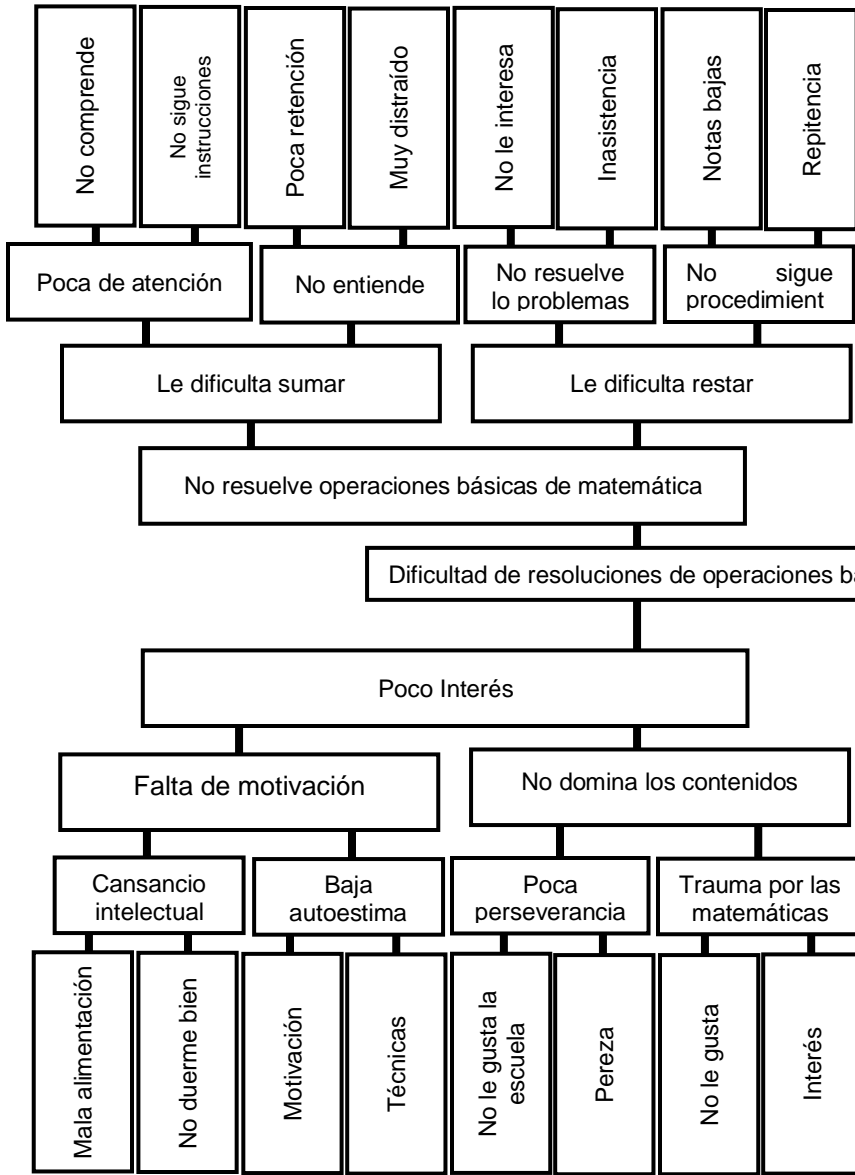 No comprende
No sigue
instrucciones
Poca retención
Muy distraído
No le interesa
Inasistencia
Notas bajas
Repitencia
Poca de atención
No entiende
No resuelve
lo problemas
No sigue
procedimient
Le dificulta sumar
Le dificulta restar
No resuelve operaciones básicas de matemática
Dificultad de resoluciones de operaciones
Poco Interés
Falta de motivación
No domina los contenidos
Cansancio
intelectual
Baja
autoestima
Poca
perseverancia
Trauma por las
matemáticas
Mala alimentación
No duerme bien
Motivación
Técnicas
No le gusta la
escuela
Pereza
No le gusta
Interés